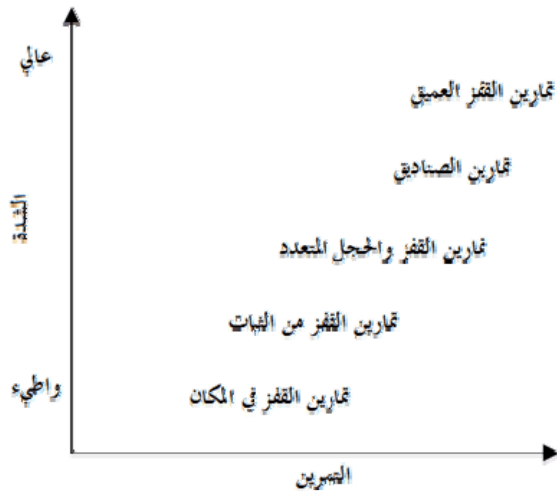 عالي
تمارين القفز العميق
تمارين الصناديق
الشدة
تمارين القفز والحجل المتعدد
تمارين القفز من الثبات
واطيء
تمارين القفز في المكان
التمرين